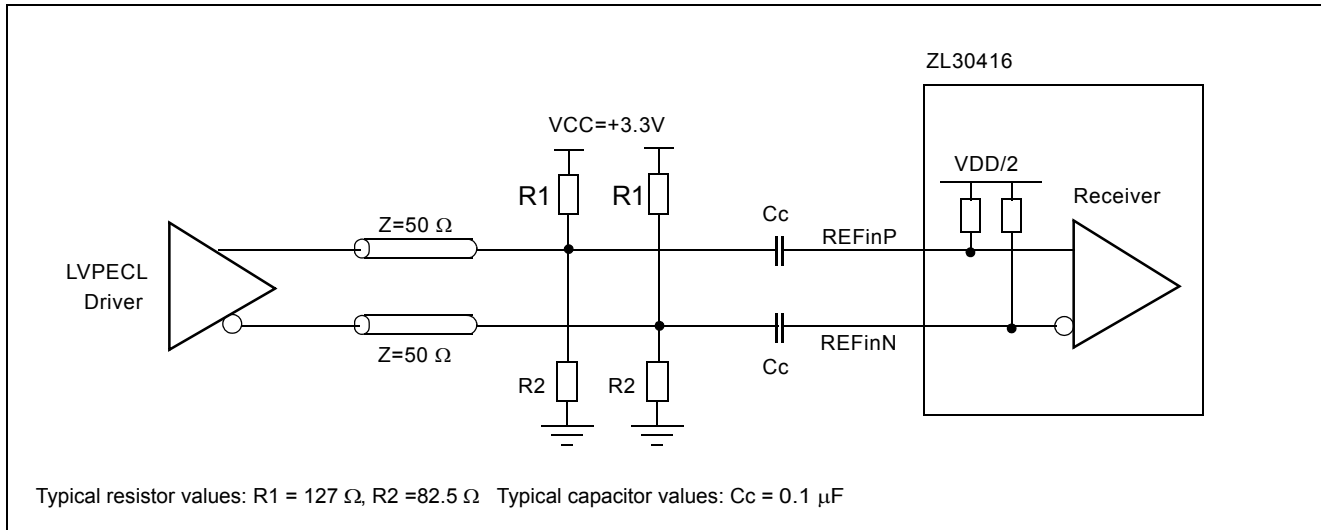 ZL30416
VCC=+3.3V
VDD/2
R1
R1
Receiver
Z=50 Ω
Cc
REFinP
LVPECL
Driver
REFinN
Z=50 Ω
Cc
R2
R2
Typical resistor values: R1 = 127 Ω, R2 =82.5 Ω Typical capacitor values: Cc = 0.1 μF